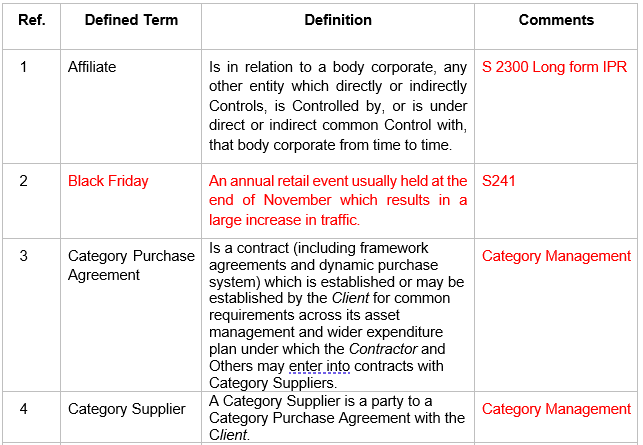 Ref. Defined Term Definition Comments
1 Affiliate Is in relation to a body corporate, any S 2300 Long form IPR
other entity which directly or indirectly
Controls, is Controlled by, or is under
direct or indirect common Control with,
that body corporate from time to time.
2 Black Friday An annual retail event usually held at the S241
end of November which results in a
large increase in traffic.
3 Category Purchase Is a contract (including framework Category Management
Agreement agreements and dynamic purchase
system) which is established or may be
established by the Client for common
requirements across its asset
management and wider expenditure
plan under which the Contractor and
Others may enter into contracts with
Category Suppliers.
4 Category Supplier A Category Supplier is a party to a Category Management
Category Purchase Agreement with the
Client.